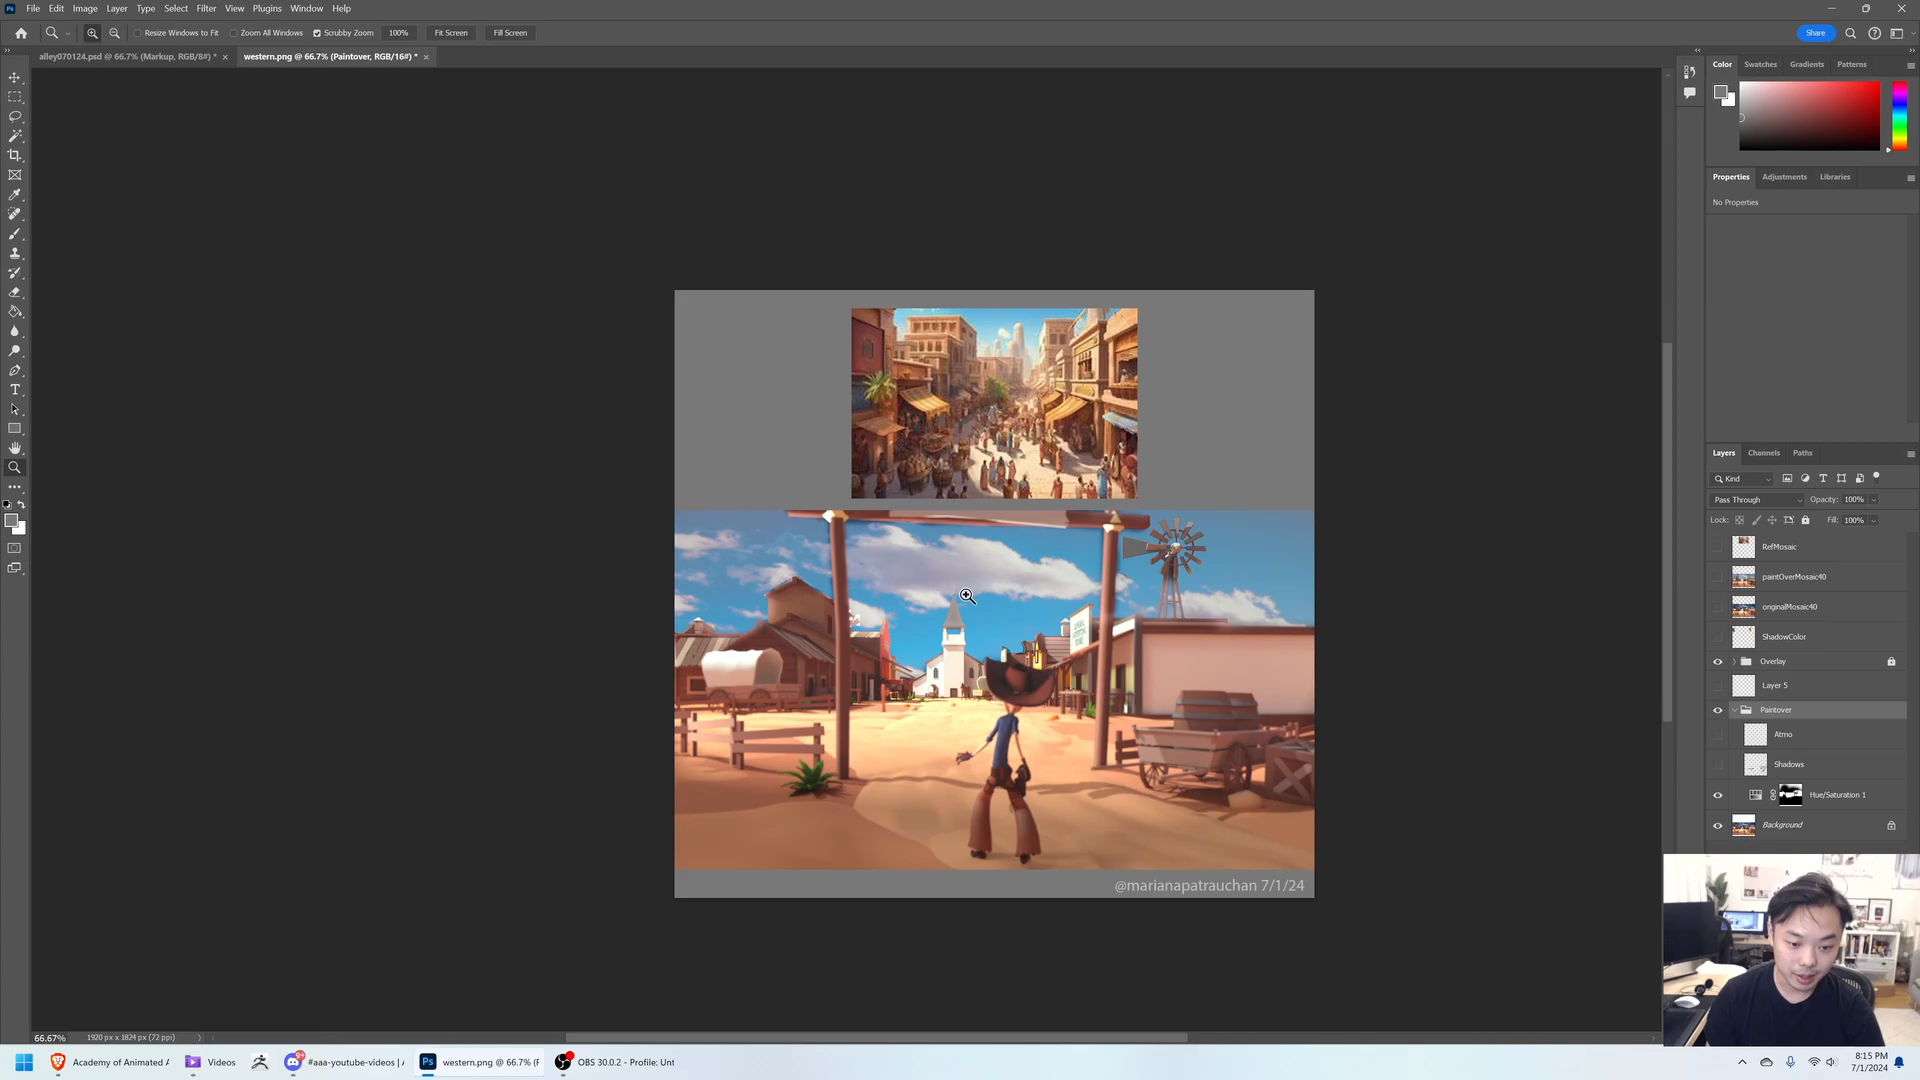 File Edit Image Layer Type Select Filter View Plugins Window Help
Resize Windows to Fit Zoom All Windows Scrubby Zoom 100% Fit Screen Fill Screen Share
alley070124.psd @ 66.7% (Markup, RGB/8#) * western.png @ 66.7% (Paintover, RGB/16#) *
Color Swatches Gradients Patterns
Properties Adjustments Libraries
No Properties
Layers Channels Paths
Kind
Pass Through Opacity: 100%
Lock: Fill: 100%
RefMosaic
paintOverMosaic40
originalMosaic40
ShadowColor
Overlay
Layer 5
Paintover
Atmo
Shadows
Hue/Saturation 1
Background
@marianapatrauchan 7/1/24
66.67% 1920 px x 1824 px (72 ppi)
Academy of Animated Videos #aaa-youtube-videos | western.png @ 66.7% OBS 30.0.2 - Profile: Unt
8:15 PM
7/1/2024